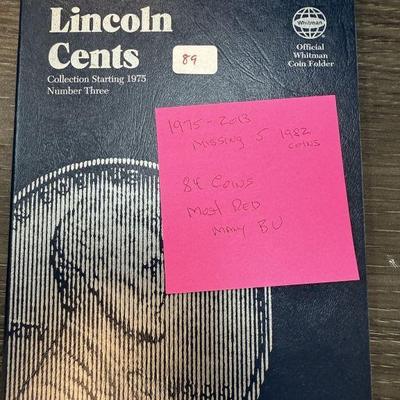 Lincoln
Cents
Collection Starting 1975
Number Three
89
Whitman
Official
Whitman
Coin Folder
1975-2013
Missing 5 1982
coins
84 Coins
Most RED
many BU